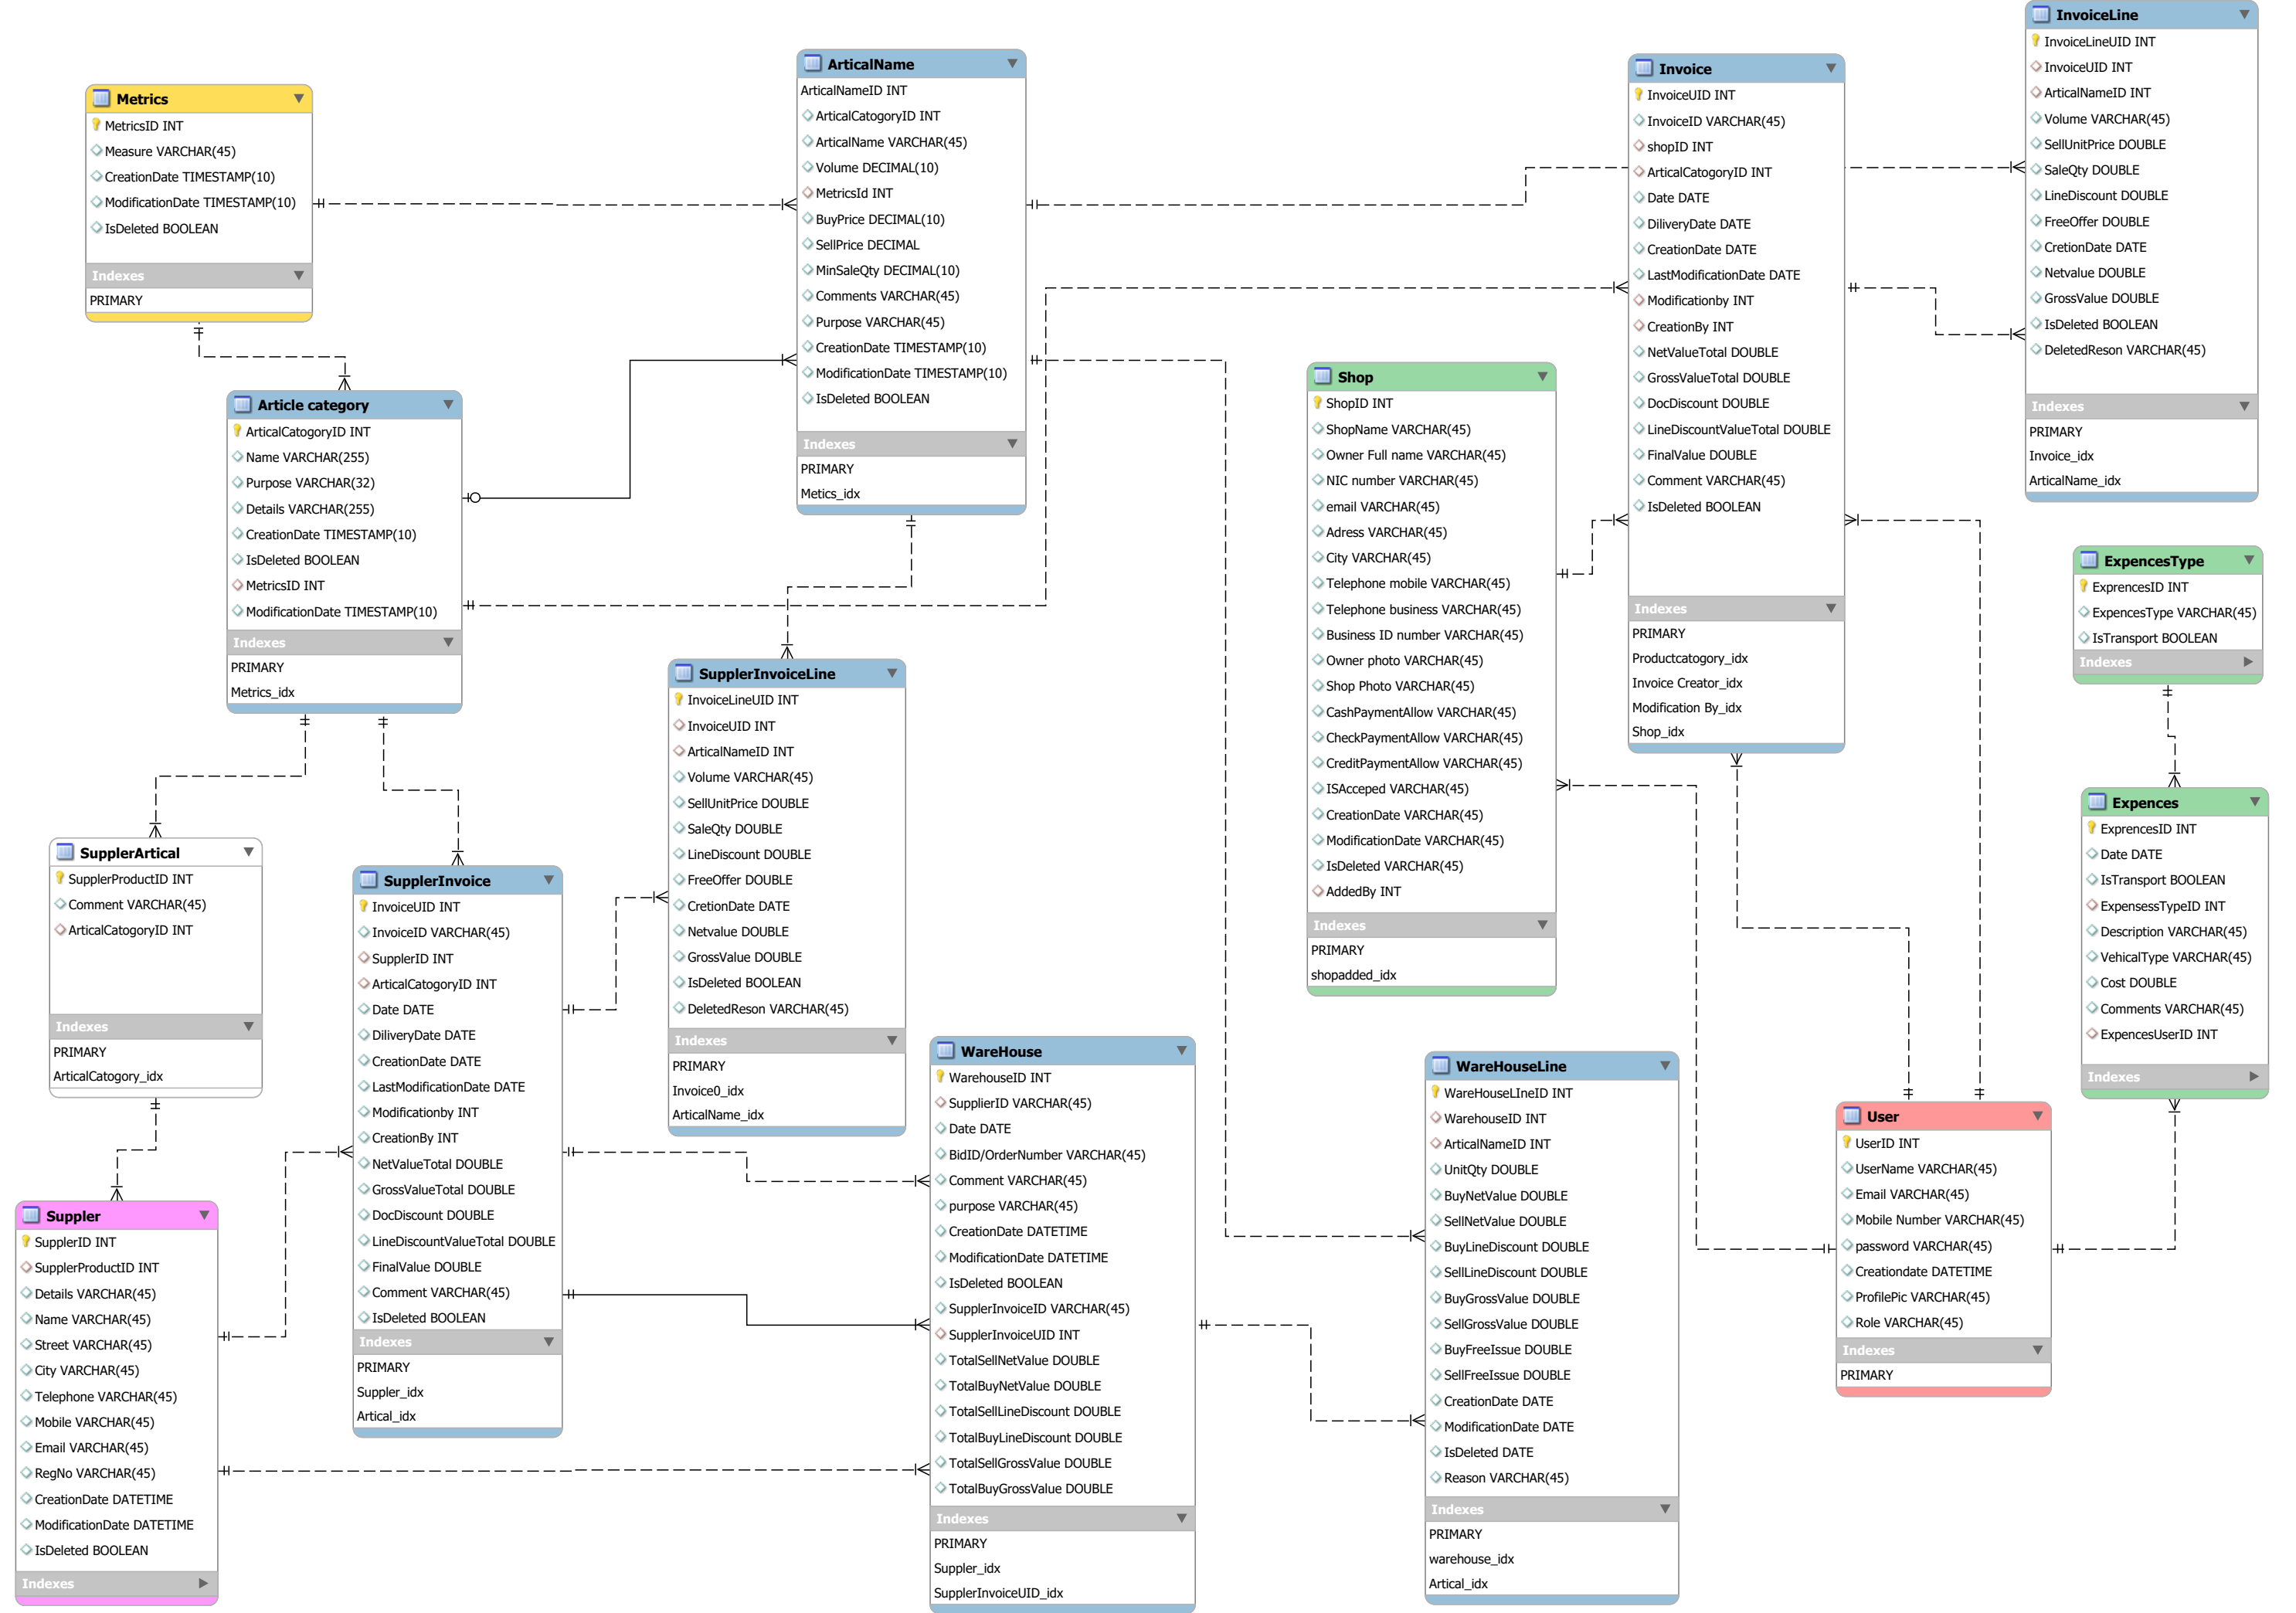 Metrics
MetricsID INT
Measure VARCHAR(45)
CreationDate TIMESTAMP(10)
ModificationDate TIMESTAMP(10)
IsDeleted BOOLEAN
Indexes
PRIMARY
ArticalName
ArticalNameID INT
ArticalCatogoryID INT
ArticalName VARCHAR(45)
Volume DECIMAL(10)
MetricsId INT
BuyPrice DECIMAL(10)
SellPrice DECIMAL
MinSaleQty DECIMAL(10)
Comments VARCHAR(45)
Purpose VARCHAR(45)
CreationDate TIMESTAMP(10)
ModificationDate TIMESTAMP(10)
IsDeleted BOOLEAN
Indexes
PRIMARY
Metics_idx
Invoice
InvoiceUID INT
InvoiceID VARCHAR(45)
shopID INT
ArticalCatogoryID INT
Date DATE
DiliveryDate DATE
CreationDate DATE
LastModificationDate DATE
Modificationby INT
CreationBy INT
NetValueTotal DOUBLE
GrossValueTotal DOUBLE
DocDiscount DOUBLE
LineDiscountValueTotal DOUBLE
FinalValue DOUBLE
Comment VARCHAR(45)
IsDeleted BOOLEAN
Indexes
PRIMARY
Productcatogory_idx
Invoice Creator_idx
Modification By_idx
Shop_idx
InvoiceLine
InvoiceLineUID INT
InvoiceUID INT
ArticalNameID INT
Volume VARCHAR(45)
SellUnitPrice DOUBLE
SaleQty DOUBLE
LineDiscount DOUBLE
FreeOffer DOUBLE
CretionDate DATE
Netvalue DOUBLE
GrossValue DOUBLE
IsDeleted BOOLEAN
DeletedReson VARCHAR(45)
Indexes
PRIMARY
Invoice_idx
ArticalName_idx
Article category
ArticalCatogoryID INT
Name VARCHAR(255)
Purpose VARCHAR(32)
Details VARCHAR(255)
CreationDate TIMESTAMP(10)
IsDeleted BOOLEAN
MetricsID INT
ModificationDate TIMESTAMP(10)
Indexes
PRIMARY
Metrics_idx
Shop
ShopID INT
ShopName VARCHAR(45)
Owner Full name VARCHAR(45)
NIC number VARCHAR(45)
email VARCHAR(45)
Adress VARCHAR(45)
City VARCHAR(45)
Telephone mobile VARCHAR(45)
Telephone business VARCHAR(45)
Business ID number VARCHAR(45)
Owner photo VARCHAR(45)
Shop Photo VARCHAR(45)
CashPaymentAllow VARCHAR(45)
CheckPaymentAllow VARCHAR(45)
CreditPaymentAllow VARCHAR(45)
ISAcceped VARCHAR(45)
CreationDate VARCHAR(45)
ModificationDate VARCHAR(45)
IsDeleted VARCHAR(45)
AddedBy INT
Indexes
PRIMARY
shopadded_idx
ExpencesType
ExprencesID INT
ExpencesType VARCHAR(45)
IsTransport BOOLEAN
Indexes
SupplerInvoiceLine
InvoiceLineUID INT
InvoiceUID INT
ArticalNameID INT
Volume VARCHAR(45)
SellUnitPrice DOUBLE
SaleQty DOUBLE
LineDiscount DOUBLE
FreeOffer DOUBLE
CretionDate DATE
Netvalue DOUBLE
GrossValue DOUBLE
IsDeleted BOOLEAN
DeletedReson VARCHAR(45)
Indexes
PRIMARY
Invoice0_idx
ArticalName_idx
Expences
ExprencesID INT
Date DATE
IsTransport BOOLEAN
ExpensessTypeID INT
Description VARCHAR(45)
VehicalType VARCHAR(45)
Cost DOUBLE
Comments VARCHAR(45)
ExpencesUserID INT
Indexes
SupplerArtical
SupplerProductID INT
Comment VARCHAR(45)
ArticalCatogoryID INT
Indexes
PRIMARY
ArticalCatogory_idx
SupplerInvoice
InvoiceUID INT
InvoiceID VARCHAR(45)
SupplerID INT
ArticalCatogoryID INT
Date DATE
DiliveryDate DATE
CreationDate DATE
LastModificationDate DATE
Modificationby INT
CreationBy INT
NetValueTotal DOUBLE
GrossValueTotal DOUBLE
DocDiscount DOUBLE
LineDiscountValueTotal DOUBLE
FinalValue DOUBLE
Comment VARCHAR(45)
IsDeleted BOOLEAN
Indexes
PRIMARY
Suppler_idx
Artical_idx
WareHouse
WarehouseID INT
SupplierID VARCHAR(45)
Date DATE
BidID/OrderNumber VARCHAR(45)
Comment VARCHAR(45)
purpose VARCHAR(45)
CreationDate DATETIME
ModificationDate DATETIME
IsDeleted BOOLEAN
SupplerInvoiceID VARCHAR(45)
SupplerInvoiceUID INT
TotalSellNetValue DOUBLE
TotalBuyNetValue DOUBLE
TotalSellLineDiscount DOUBLE
TotalBuyLineDiscount DOUBLE
TotalSellGrossValue DOUBLE
TotalBuyGrossValue DOUBLE
Indexes
PRIMARY
Suppler_idx
SupplerInvoiceUID_idx
WareHouseLine
WareHouseLIneID INT
WarehouseID INT
ArticalNameID INT
UnitQty DOUBLE
BuyNetValue DOUBLE
SellNetValue DOUBLE
BuyLineDiscount DOUBLE
SellLineDiscount DOUBLE
BuyGrossValue DOUBLE
SellGrossValue DOUBLE
BuyFreeIssue DOUBLE
SellFreeIssue DOUBLE
CreationDate DATE
ModificationDate DATE
IsDeleted DATE
Reason VARCHAR(45)
Indexes
PRIMARY
warehouse_idx
Artical_idx
User
UserID INT
UserName VARCHAR(45)
Email VARCHAR(45)
Mobile Number VARCHAR(45)
password VARCHAR(45)
Creationdate DATETIME
ProfilePic VARCHAR(45)
Role VARCHAR(45)
Indexes
PRIMARY
Suppler
SupplerID INT
SupplerProductID INT
Details VARCHAR(45)
Name VARCHAR(45)
Street VARCHAR(45)
City VARCHAR(45)
Telephone VARCHAR(45)
Mobile VARCHAR(45)
Email VARCHAR(45)
RegNo VARCHAR(45)
CreationDate DATETIME
ModificationDate DATETIME
IsDeleted BOOLEAN
Indexes